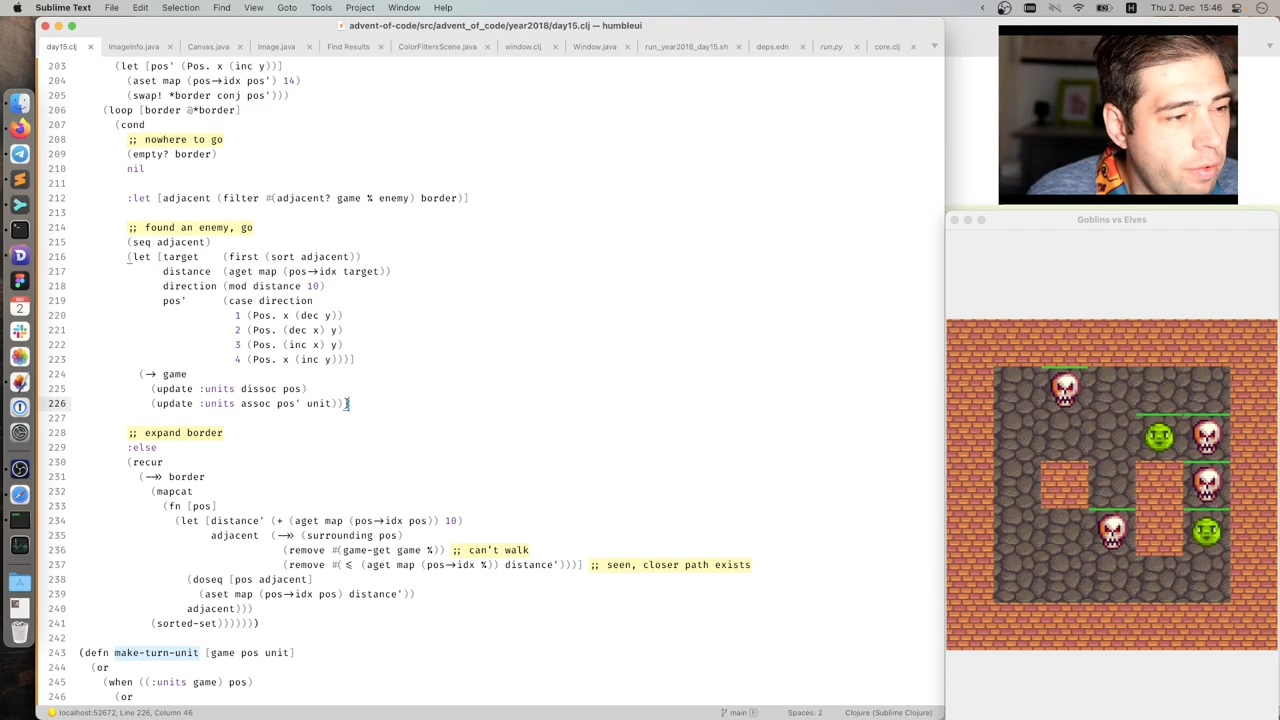 Sublime Text File Edit Selection Find View Goto Tools Project Window Help
Thu 2. Dec 15:46
advent-of-code/src/advent_of_code/year2018/day15.clj — humbleui
day15.clj × ImageInfo.java × Canvas.java × Image.java × Find Results × ColorFiltersScene.java × window.clj × Window.java × run_year2018_day15.sh × deps.edn × run.py × core.clj ×
203 (let [pos' (Pos. x (inc y))]
204 (aset map (pos→idx pos') 14)
205 (swap! *border conj pos')))
206 (loop [border @*border]
207 (cond
208 ;; nowhere to go
209 (empty? border)
210 nil
211
212 :let [adjacent (filter #(adjacent? game % enemy) border)]
213
214 ;; found an enemy, go
215 (seq adjacent)
216 (let [target (first (sort adjacent))
217 distance (aget map (pos→idx target))
218 direction (mod distance 10)
219 pos' (case direction
220 1 (Pos. x (dec y))
221 2 (Pos. (dec x) y)
222 3 (Pos. (inc x) y)
223 4 (Pos. x (inc y)))]
224 (→ game
225 (update :units dissoc pos)
226 (update :units assoc pos' unit)))
227
228 ;; expand border
229 :else
230 (recur
231 (→> border
232 (mapcat
233 (fn [pos]
234 (let [distance' (+ (aget map (pos→idx pos)) 10)
235 adjacent (→> (surrounding pos)
236 (remove #(game-get game %)) ;; can't walk
237 (remove #(<= (aget map (pos→idx %)) distance')))] ;; seen, closer path exists
238 (doseq [pos adjacent]
239 (aset map (pos→idx pos) distance'))
240 adjacent)))
241 (sorted-set)))))))
242
243 (defn make-turn-unit [game pos unit]
244 (or
245 (when ((:units game) pos)
246 (or
localhost:52672, Line 226, Column 46 main 8 Spaces: 2 Clojure (Sublime Clojure)
Goblins vs Elves